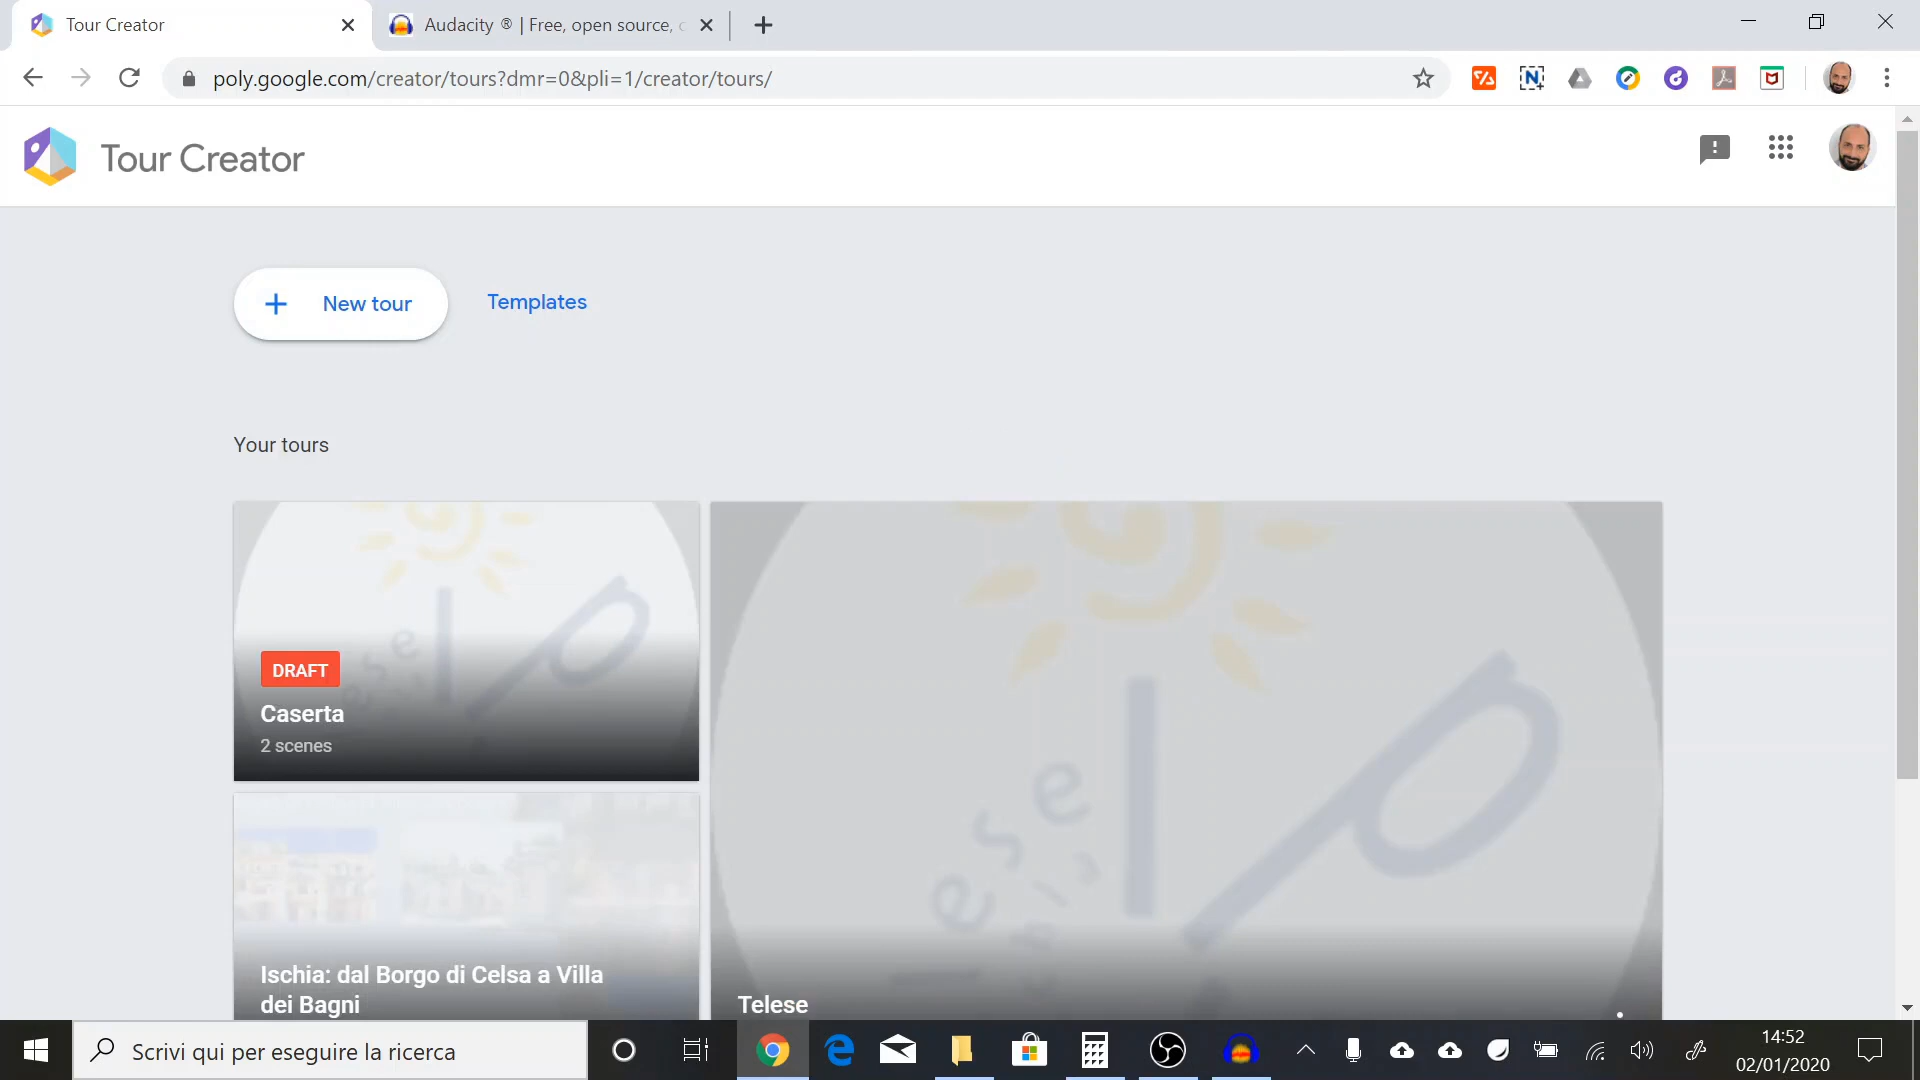 Tour Creator
Audacity ® | Free, open source, c
poly.google.com/creator/tours?dmr=0&pli=1/creator/tours/
Tour Creator
New tour
Templates
Your tours
DRAFT
Caserta
2 scenes
Ischia: dal Borgo di Celsa a Villa
dei Bagni
Telese
Scrivi qui per eseguire la ricerca
14:52
02/01/2020